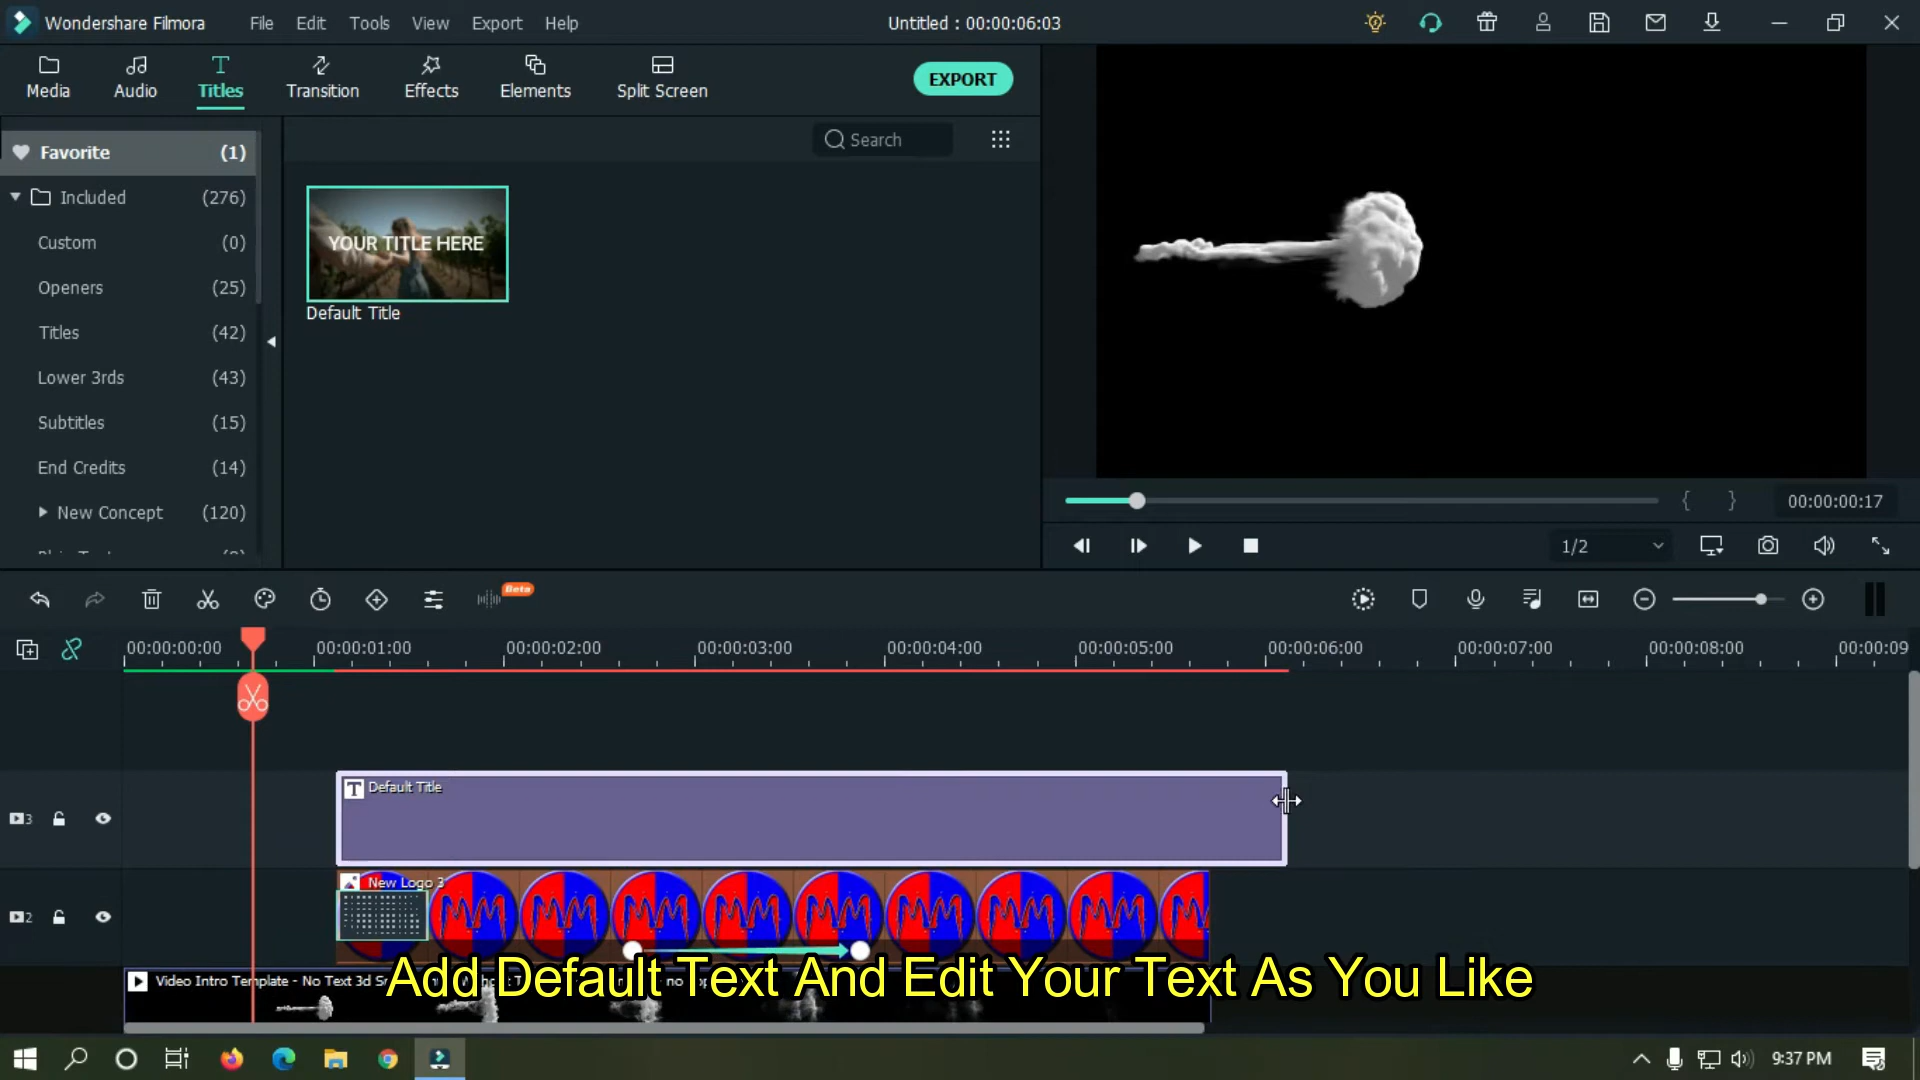 Wondershare Filmora
File Edit Tools View Export Help
Untitled : 00:00:06:03
Media Audio Titles Transition Effects Elements Split Screen
EXPORT
Favorite (1)
Included (276)
Custom (0)
Openers (25)
Titles (42)
Lower 3rds (43)
Subtitles (15)
End Credits (14)
New Concept (120)
Search
YOUR TITLE HERE
Default Title
00:00:00:17
1/2
Beta
00:00:00:00 00:00:01:00 00:00:02:00 00:00:03:00 00:00:04:00 00:00:05:00 00:00:06:00 00:00:07:00 00:00:08:00 00:00:09
3
Default Title
2
New Logo 3
Video Intro Template - No Text 3d
Add Default Text And Edit Your Text As You Like
9:37 PM